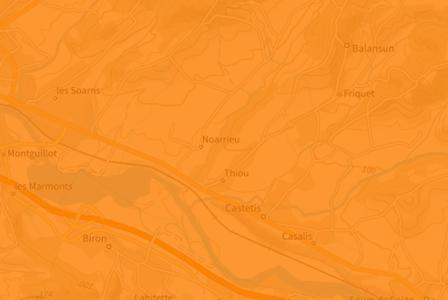 Balansun
les Soarns
Friquet
Noarrieu
Montguillot
Thiou
les Marmonts
Castetis
Casalis
Biron
Labitette